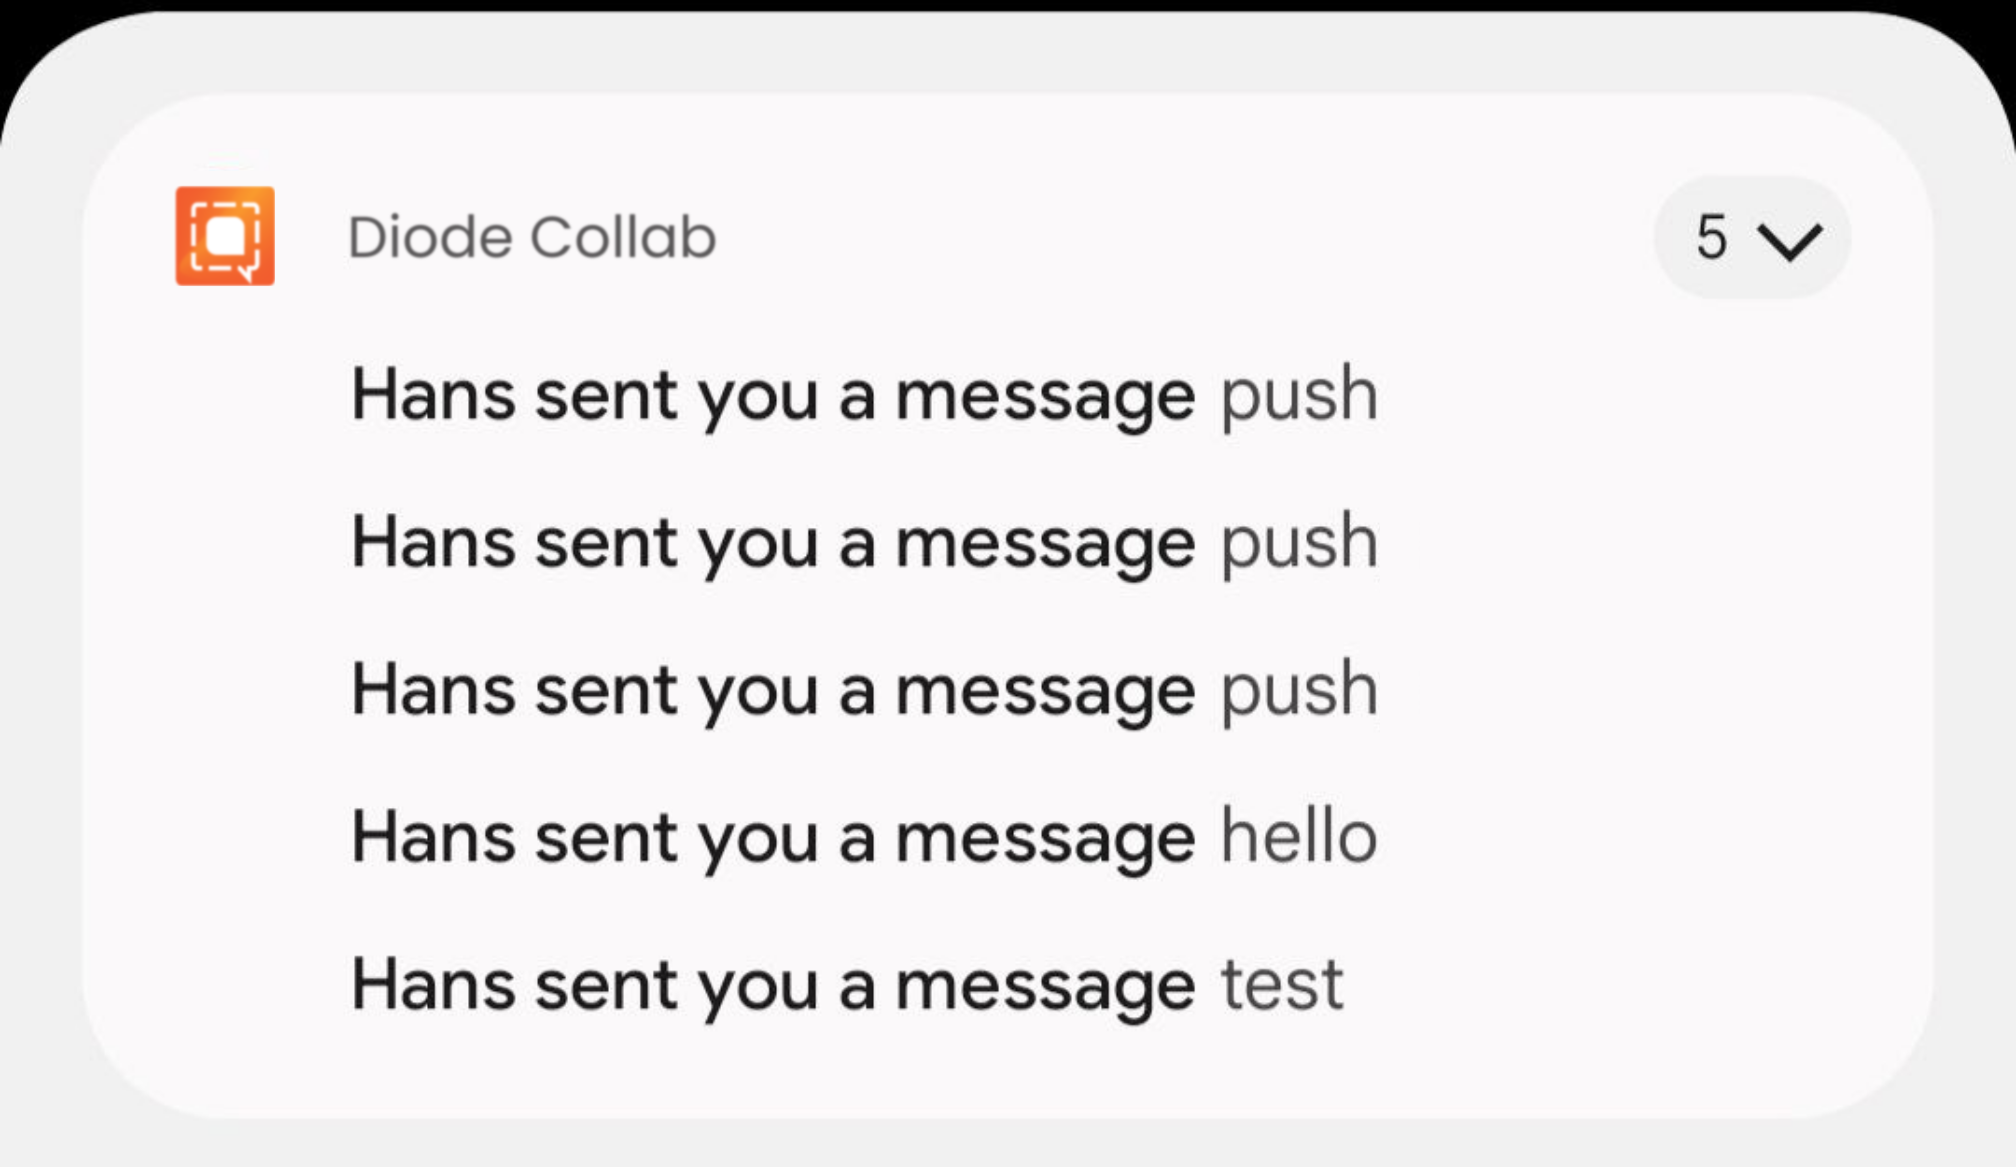 Diode Collab
5
Hans sent you a message push
Hans sent you a message push
Hans sent you a message push
Hans sent you a message hello
Hans sent you a message test